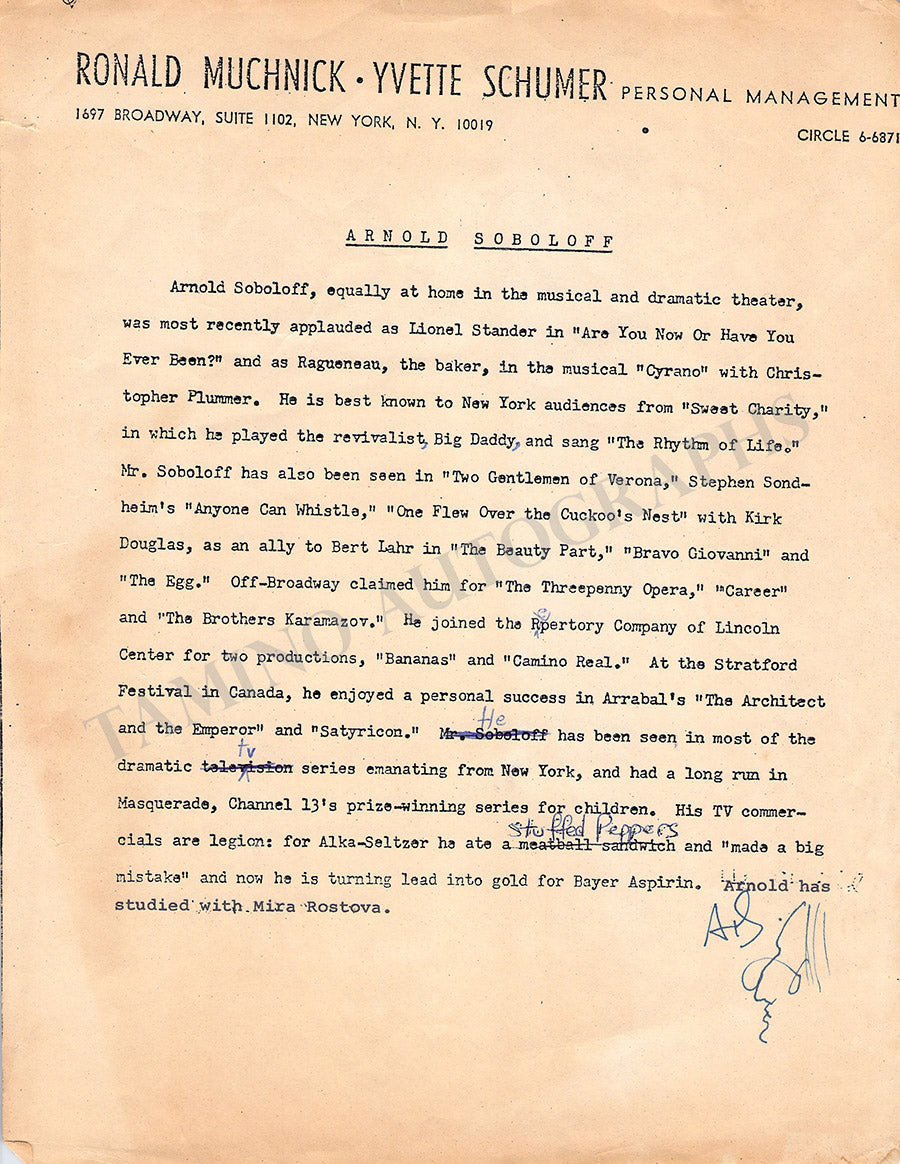 RONALD MUCHNICK · YVETTE SCHUMER PERSONAL MANAGEMENT
1697 BROADWAY, SUITE 1102, NEW YORK, N. Y. 10019
CIRCLE 6-6871
ARNOLD SOBOLOFF
Arnold Soboloff, equally at home in the musical and dramatic theater,
was most recently applauded as Lionel Stander in "Are You Now Or Have You
Ever Been?" and as Ragueneau, the baker, in the musical "Cyrano" with Chris-
topher Plummer. He is best known to New York audiences from "Sweet Charity,"
in which he played the revivalist, Big Daddy, and sang "The Rhythm of Life."
Mr. Soboloff has also been seen in "Two Gentlemen of Verona," Stephen Sond-
heim's "Anyone Can Whistle," "One Flew Over the Cuckoo's Nest" with Kirk
Douglas, as an ally to Bert Lahr in "The Beauty Part," "Bravo Giovanni" and
"The Egg." Off-Broadway claimed him for "The Threepenny Opera," "Career"
and "The Brothers Karamazov." He joined the Repertory Company of Lincoln
Center for two productions, "Bananas" and "Camino Real." At the Stratford
Festival in Canada, he enjoyed a personal success in Arrabal's "The Architect
He
and the Emperor" and "Satyricon." Mr. Soboloff has been seen in most of the
tv
dramatic television series emanating from New York, and had a long run in
Masquerade, Channel 13's prize-winning series for children. His TV commer-
stuffed Peppers
cials are legion: for Alka-Seltzer he ate a meatball sandwich and "made a big
mistake" and now he is turning lead into gold for Bayer Aspirin. Arnold has
studied with Mira Rostova.
TAMINO AUTOGRAPHS